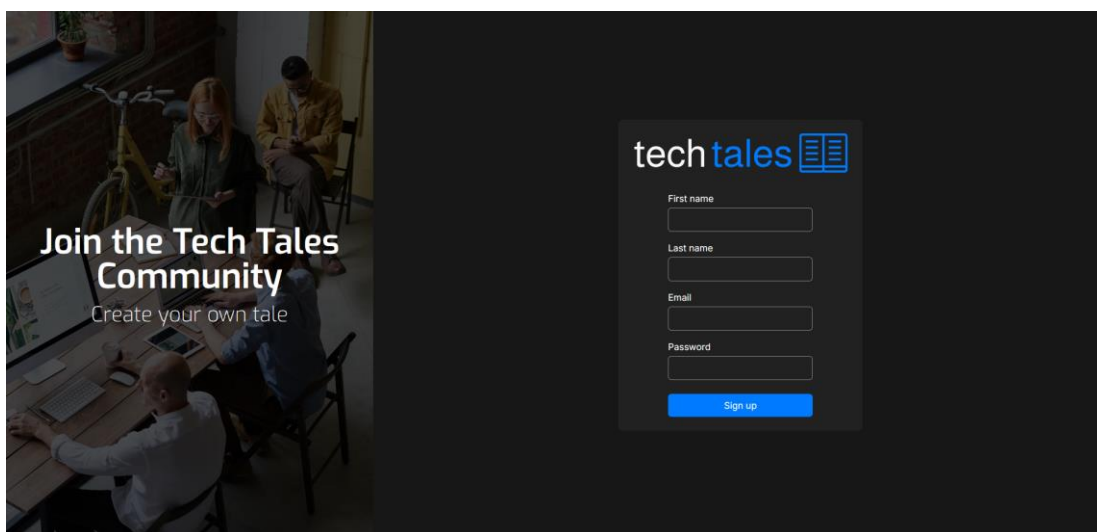 Join the Tech Tales
Community
Create your own tale
tech tales
First name
Last name
Email
Password
Sign up